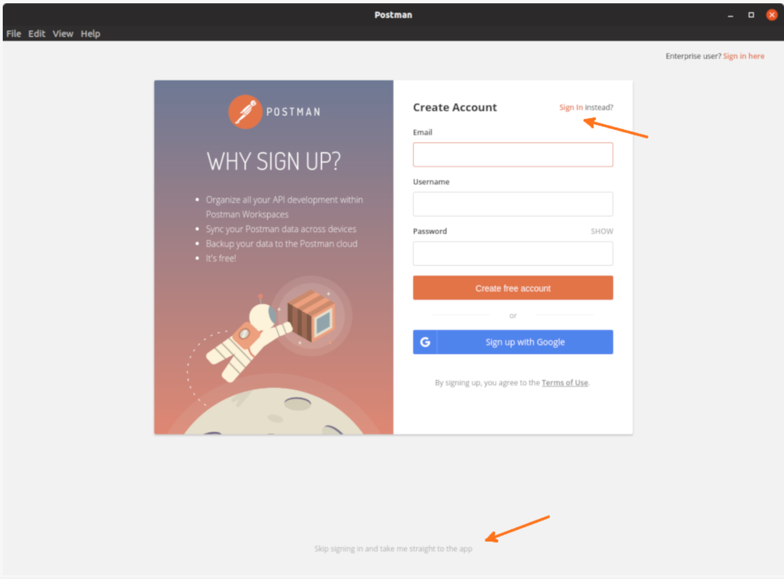 Postman
File Edit View Help
Enterprise user? Sign in here
POSTMAN
WHY SIGN UP?
• Organize all your API development within
Postman Workspaces
• Sync your Postman data across devices
• Backup your data to the Postman cloud
• It's free!
Create Account
Sign In instead?
Email
Username
Password
SHOW
Create free account
or
G Sign up with Google
By signing up, you agree to the Terms of Use.
Skip signing in and take me straight to the app